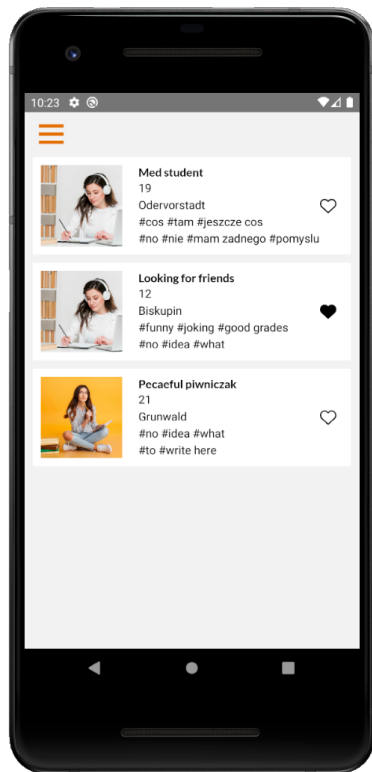 10:23
Med student
19
Odervorstadt
#cos #tam #jeszcze cos
#no #nie #mam zadnego #pomyslu
Looking for friends
12
Biskupin
#funny #joking #good grades
#no #idea #what
Pecaeful piwniczak
21
Grunwald
#no #idea #what
#to #write here